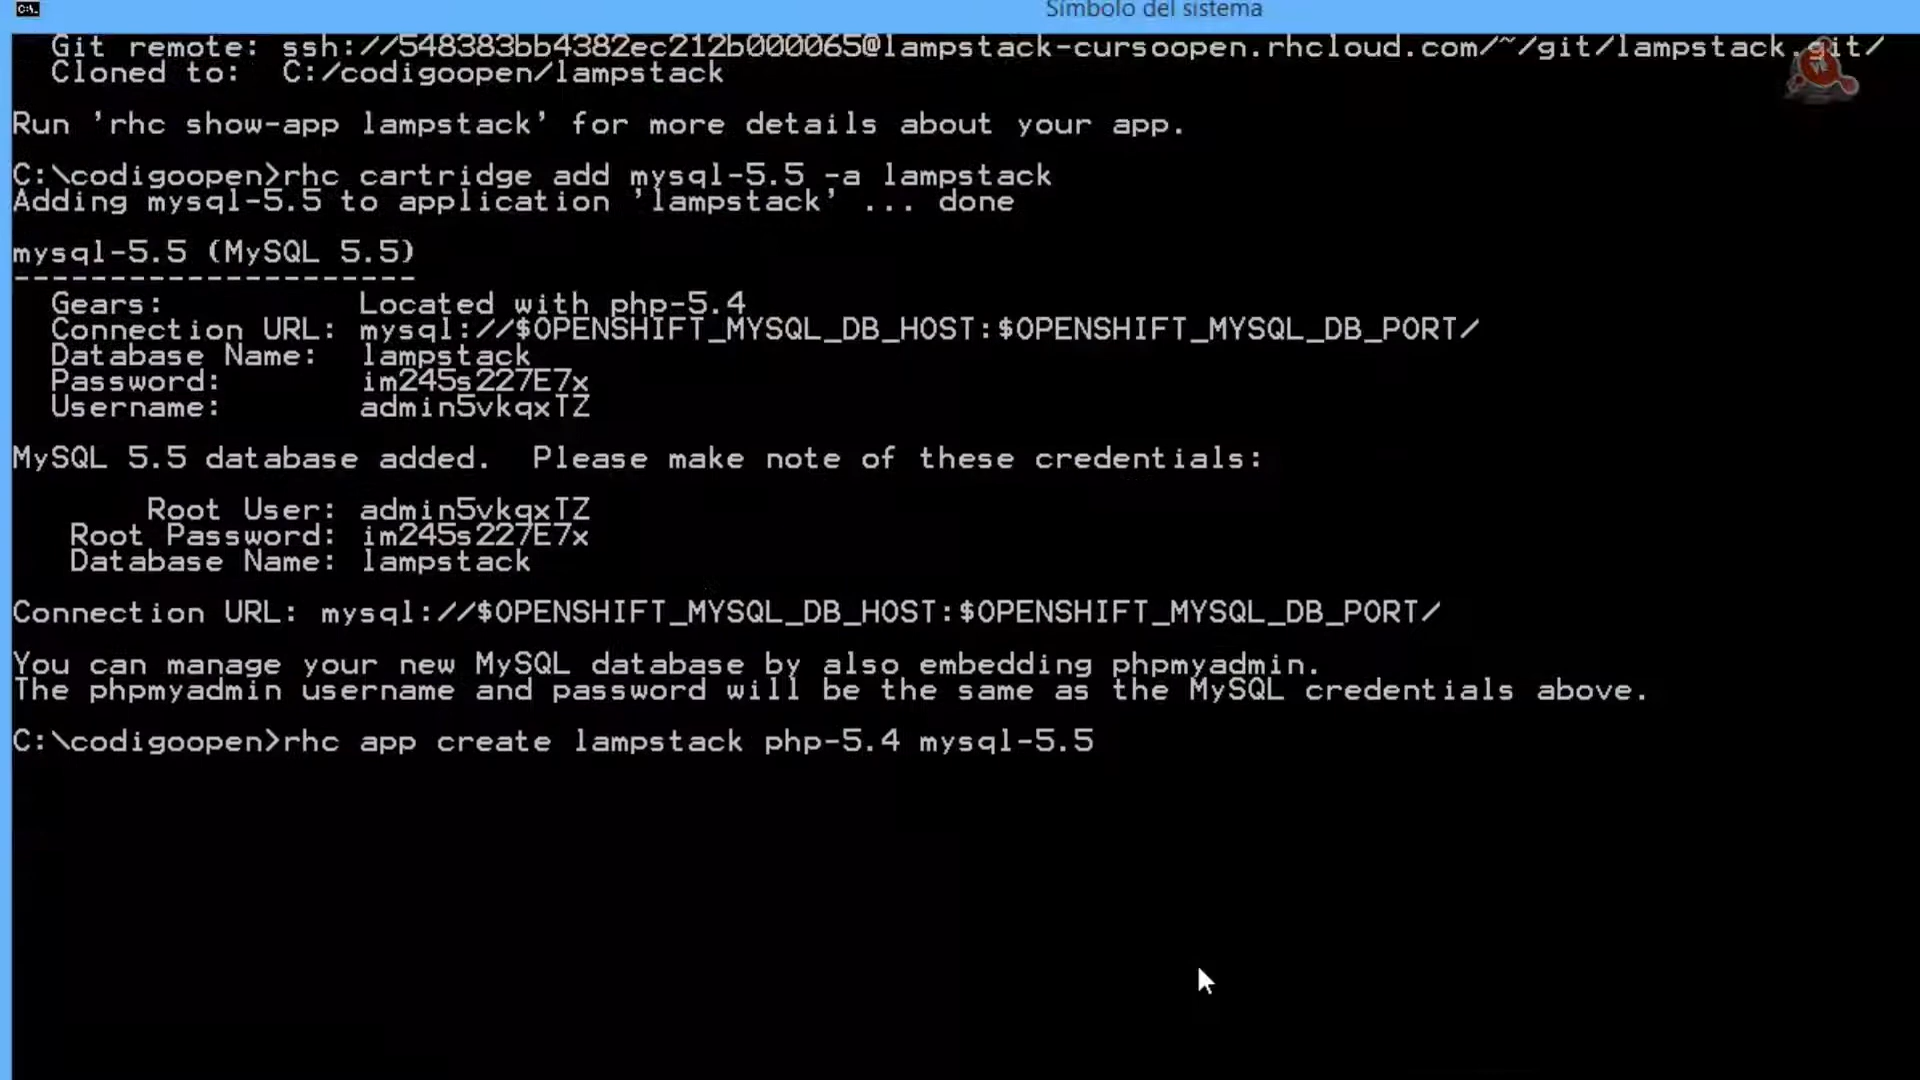 Símbolo del sistema
Git remote: ssh://548383bb4382ec212b000065@lampstack-cursoopen.rhcloud.com/~/git/lampstack.git/
Cloned to: C:/codigoopen/lampstack
Run 'rhc show-app lampstack' for more details about your app.
C:\codigoopen>rhc cartridge add mysql-5.5 -a lampstack
Adding mysql-5.5 to application 'lampstack' ... done
mysql-5.5 (MySQL 5.5)
---------------------
Gears: Located with php-5.4
Connection URL: mysql://$OPENSHIFT_MYSQL_DB_HOST:$OPENSHIFT_MYSQL_DB_PORT/
Database Name: lampstack
Password: im245s227E7x
Username: admin5vkqxTZ
MySQL 5.5 database added. Please make note of these credentials:
Root User: admin5vkqxTZ
Root Password: im245s227E7x
Database Name: lampstack
Connection URL: mysql://$OPENSHIFT_MYSQL_DB_HOST:$OPENSHIFT_MYSQL_DB_PORT/
You can manage your new MySQL database by also embedding phpmyadmin.
The phpmyadmin username and password will be the same as the MySQL credentials above.
C:\codigoopen>rhc app create lampstack php-5.4 mysql-5.5